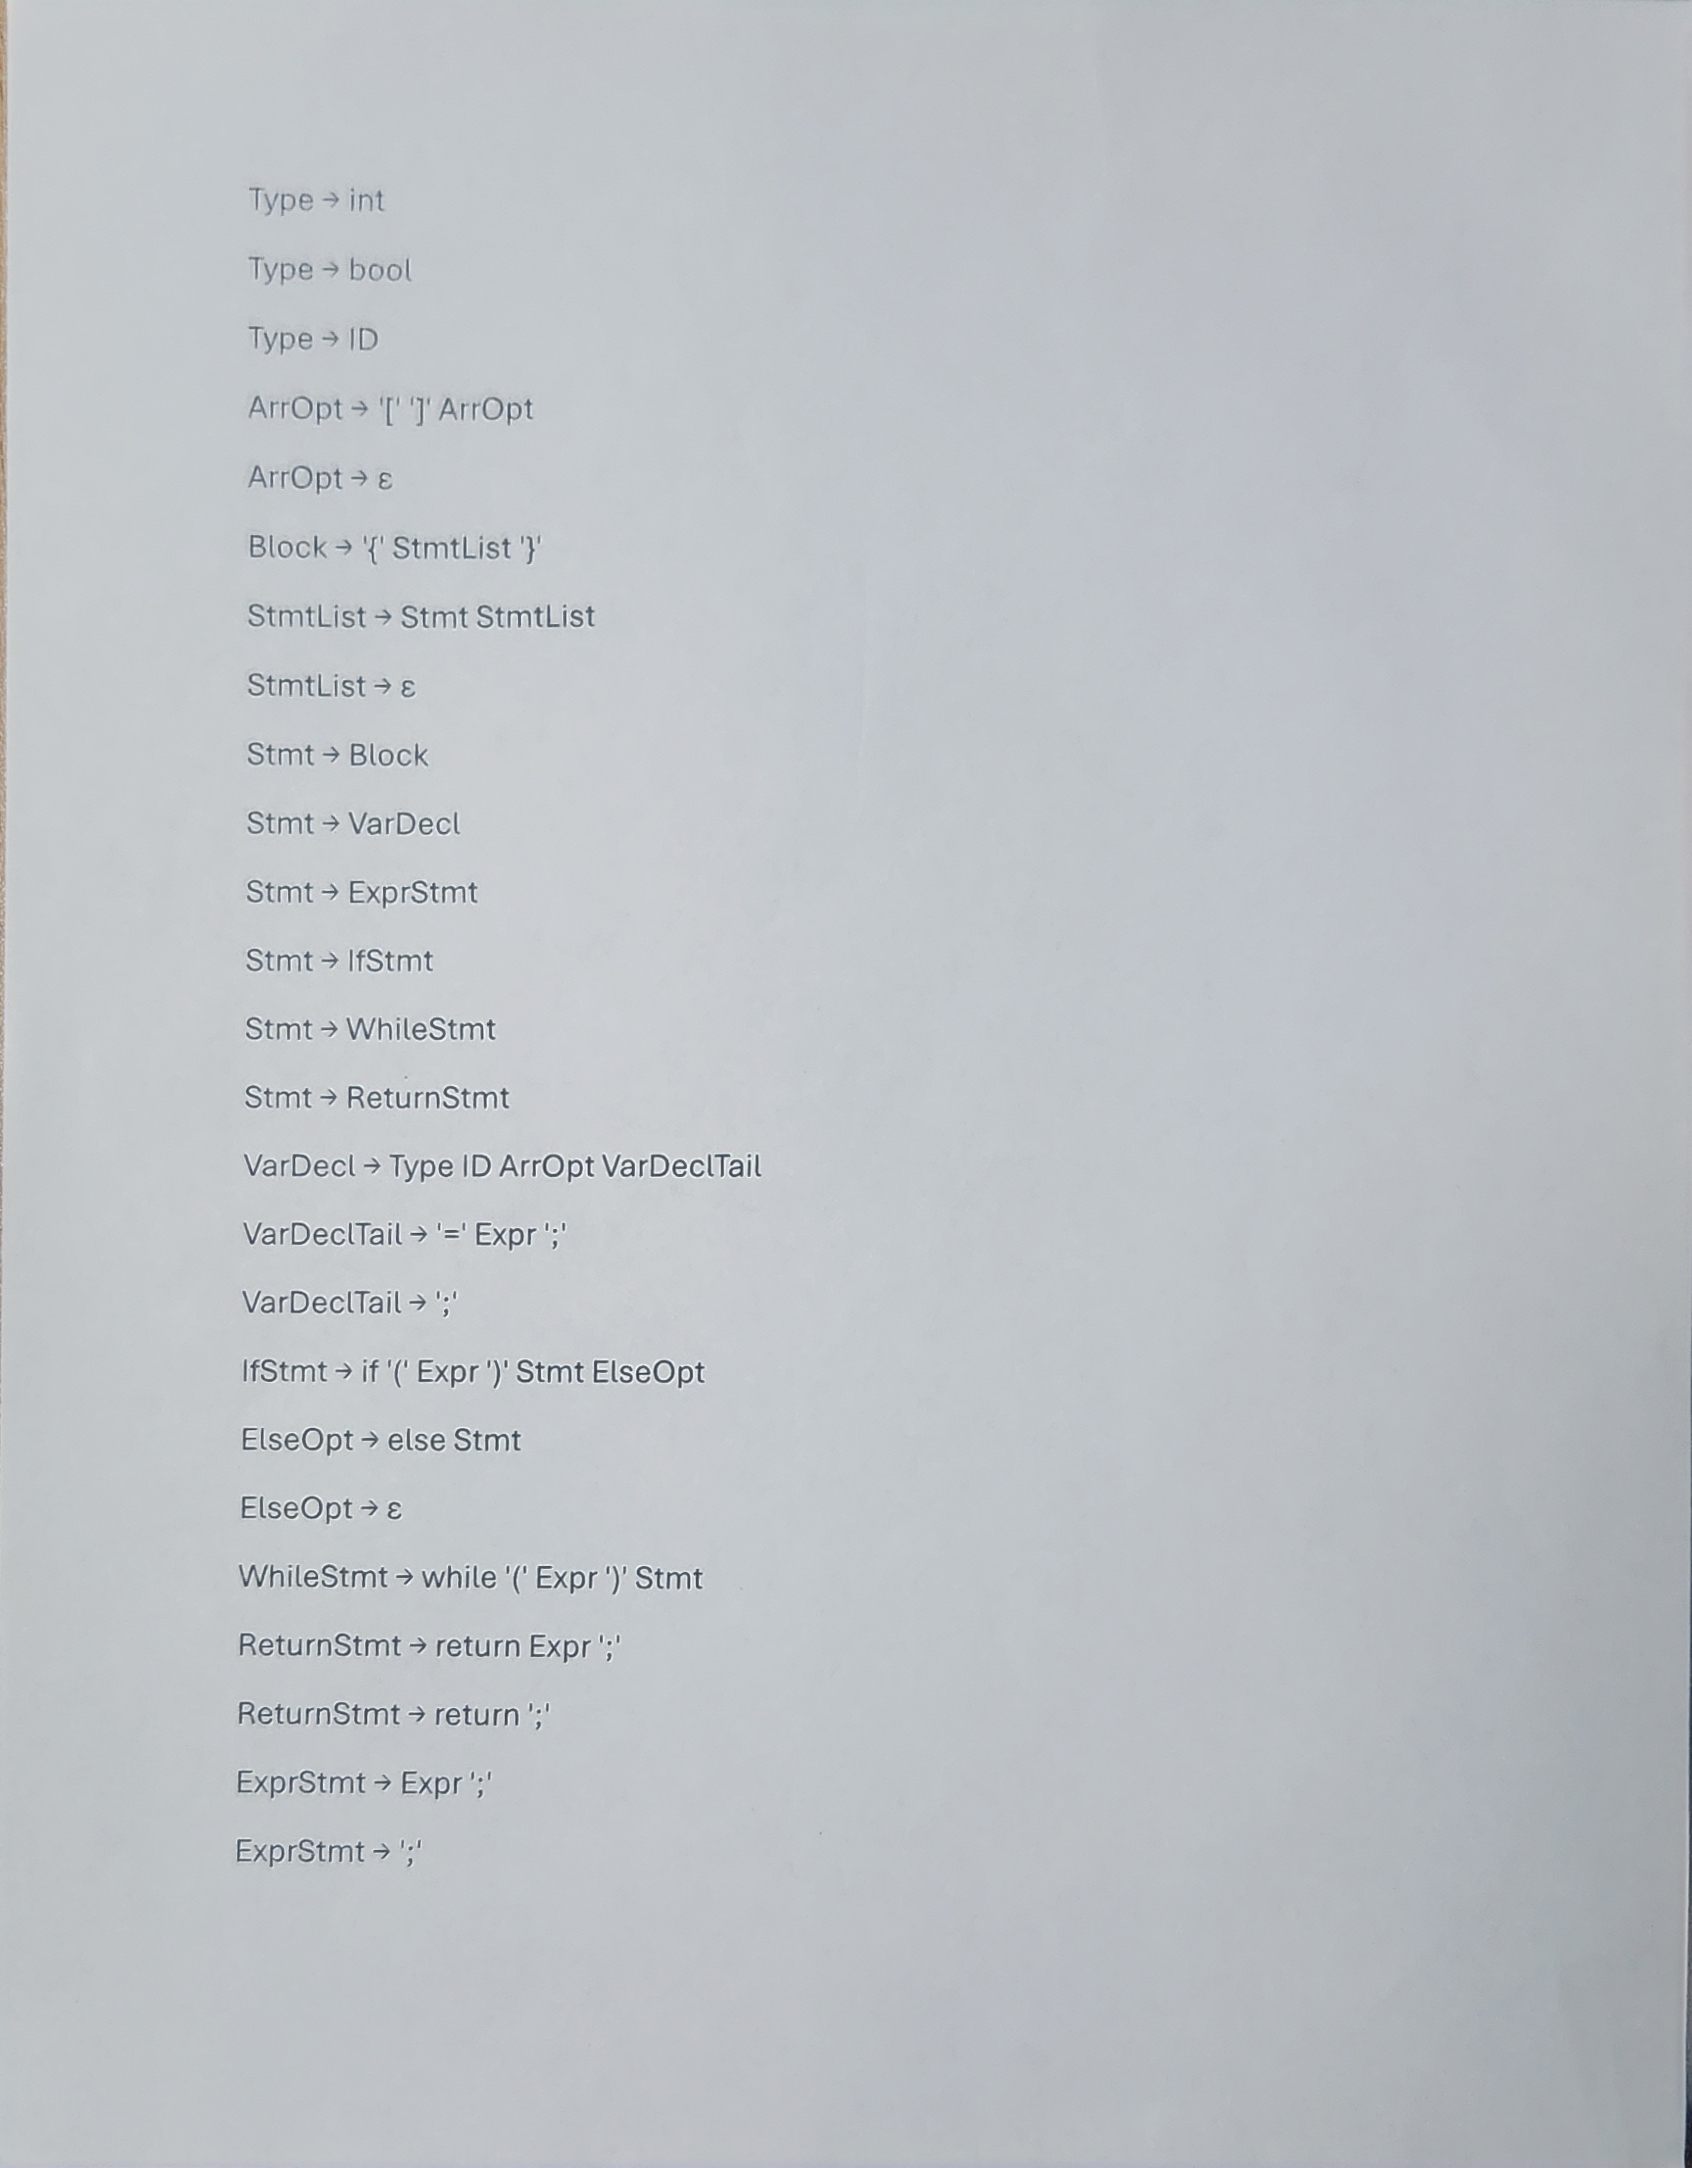 Type → int
Type → bool
Type → ID
ArrOpt → '[' ']' ArrOpt
ArrOpt → ε
Block → '{' StmtList '}'
StmtList → Stmt StmtList
StmtList → ε
Stmt → Block
Stmt → VarDecl
Stmt → ExprStmt
Stmt → IfStmt
Stmt → WhileStmt
Stmt → ReturnStmt
VarDecl → Type ID ArrOpt VarDeclTail
VarDeclTail → '=' Expr ';'
VarDeclTail → ';'
IfStmt → if '(' Expr ')' Stmt ElseOpt
ElseOpt → else Stmt
ElseOpt → ε
WhileStmt → while '(' Expr ')' Stmt
ReturnStmt → return Expr ';'
ReturnStmt → return ';'
ExprStmt → Expr ';'
ExprStmt → ';'